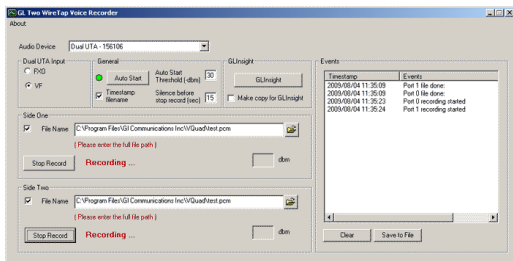 GL Two WireTap Voice Recorder
About
Audio Device Dual UTA - 156106
Dual UTA Input
FXO
VF
General
Auto Start
Auto Start Threshold (-dbm) 30
Timestamp filename
Silence before stop record (sec) 15
GLInsight
GLInsight
Make copy for GLInsight
Events
Timestamp Events
2009/08/04 11:35:09 Port 1 file done:
2009/08/04 11:35:09 Port 0 file done:
2009/08/04 11:35:23 Port 0 recording started
2009/08/04 11:35:24 Port 1 recording started
Clear Save to File
Side One
File Name C:\Program Files\Gl Communications Inc\VQuad\test.pcm
( Please enter the full file path )
Stop Record Recording ... dbm
Side Two
File Name C:\Program Files\Gl Communications Inc\VQuad\test.pcm
( Please enter the full file path )
Stop Record Recording ... dbm